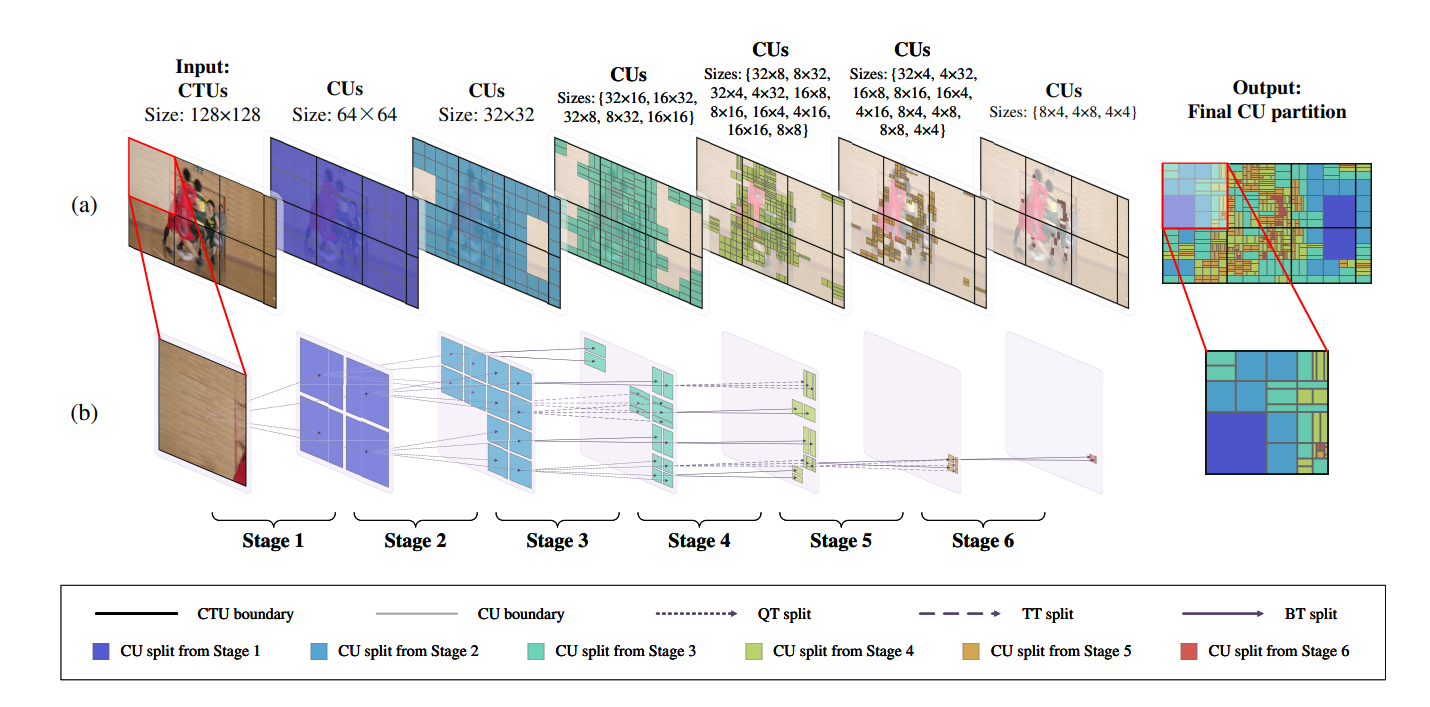 Input:
CTUs
Size: 128×128
CUs
Size: 64×64
CUs
Size: 32×32
CUs
Sizes: {32×16, 16×32,
32×8, 8×32, 16×16}
CUs
Sizes: {32×8, 8×32,
32×4, 4×32, 16×8,
8×16, 16×4, 4×16,
16×16, 8×8}
CUs
Sizes: {32×4, 4×32,
16×8, 8×16, 16×4,
4×16, 8×4, 4×8,
8×8, 4×4}
CUs
Sizes: {8×4, 4×8, 4×4}
Output:
Final CU partition
(a)
(b)
Stage 1
Stage 2
Stage 3
Stage 4
Stage 5
Stage 6
CTU boundary
CU boundary
QT split
TT split
BT split
CU split from Stage 1
CU split from Stage 2
CU split from Stage 3
CU split from Stage 4
CU split from Stage 5
CU split from Stage 6